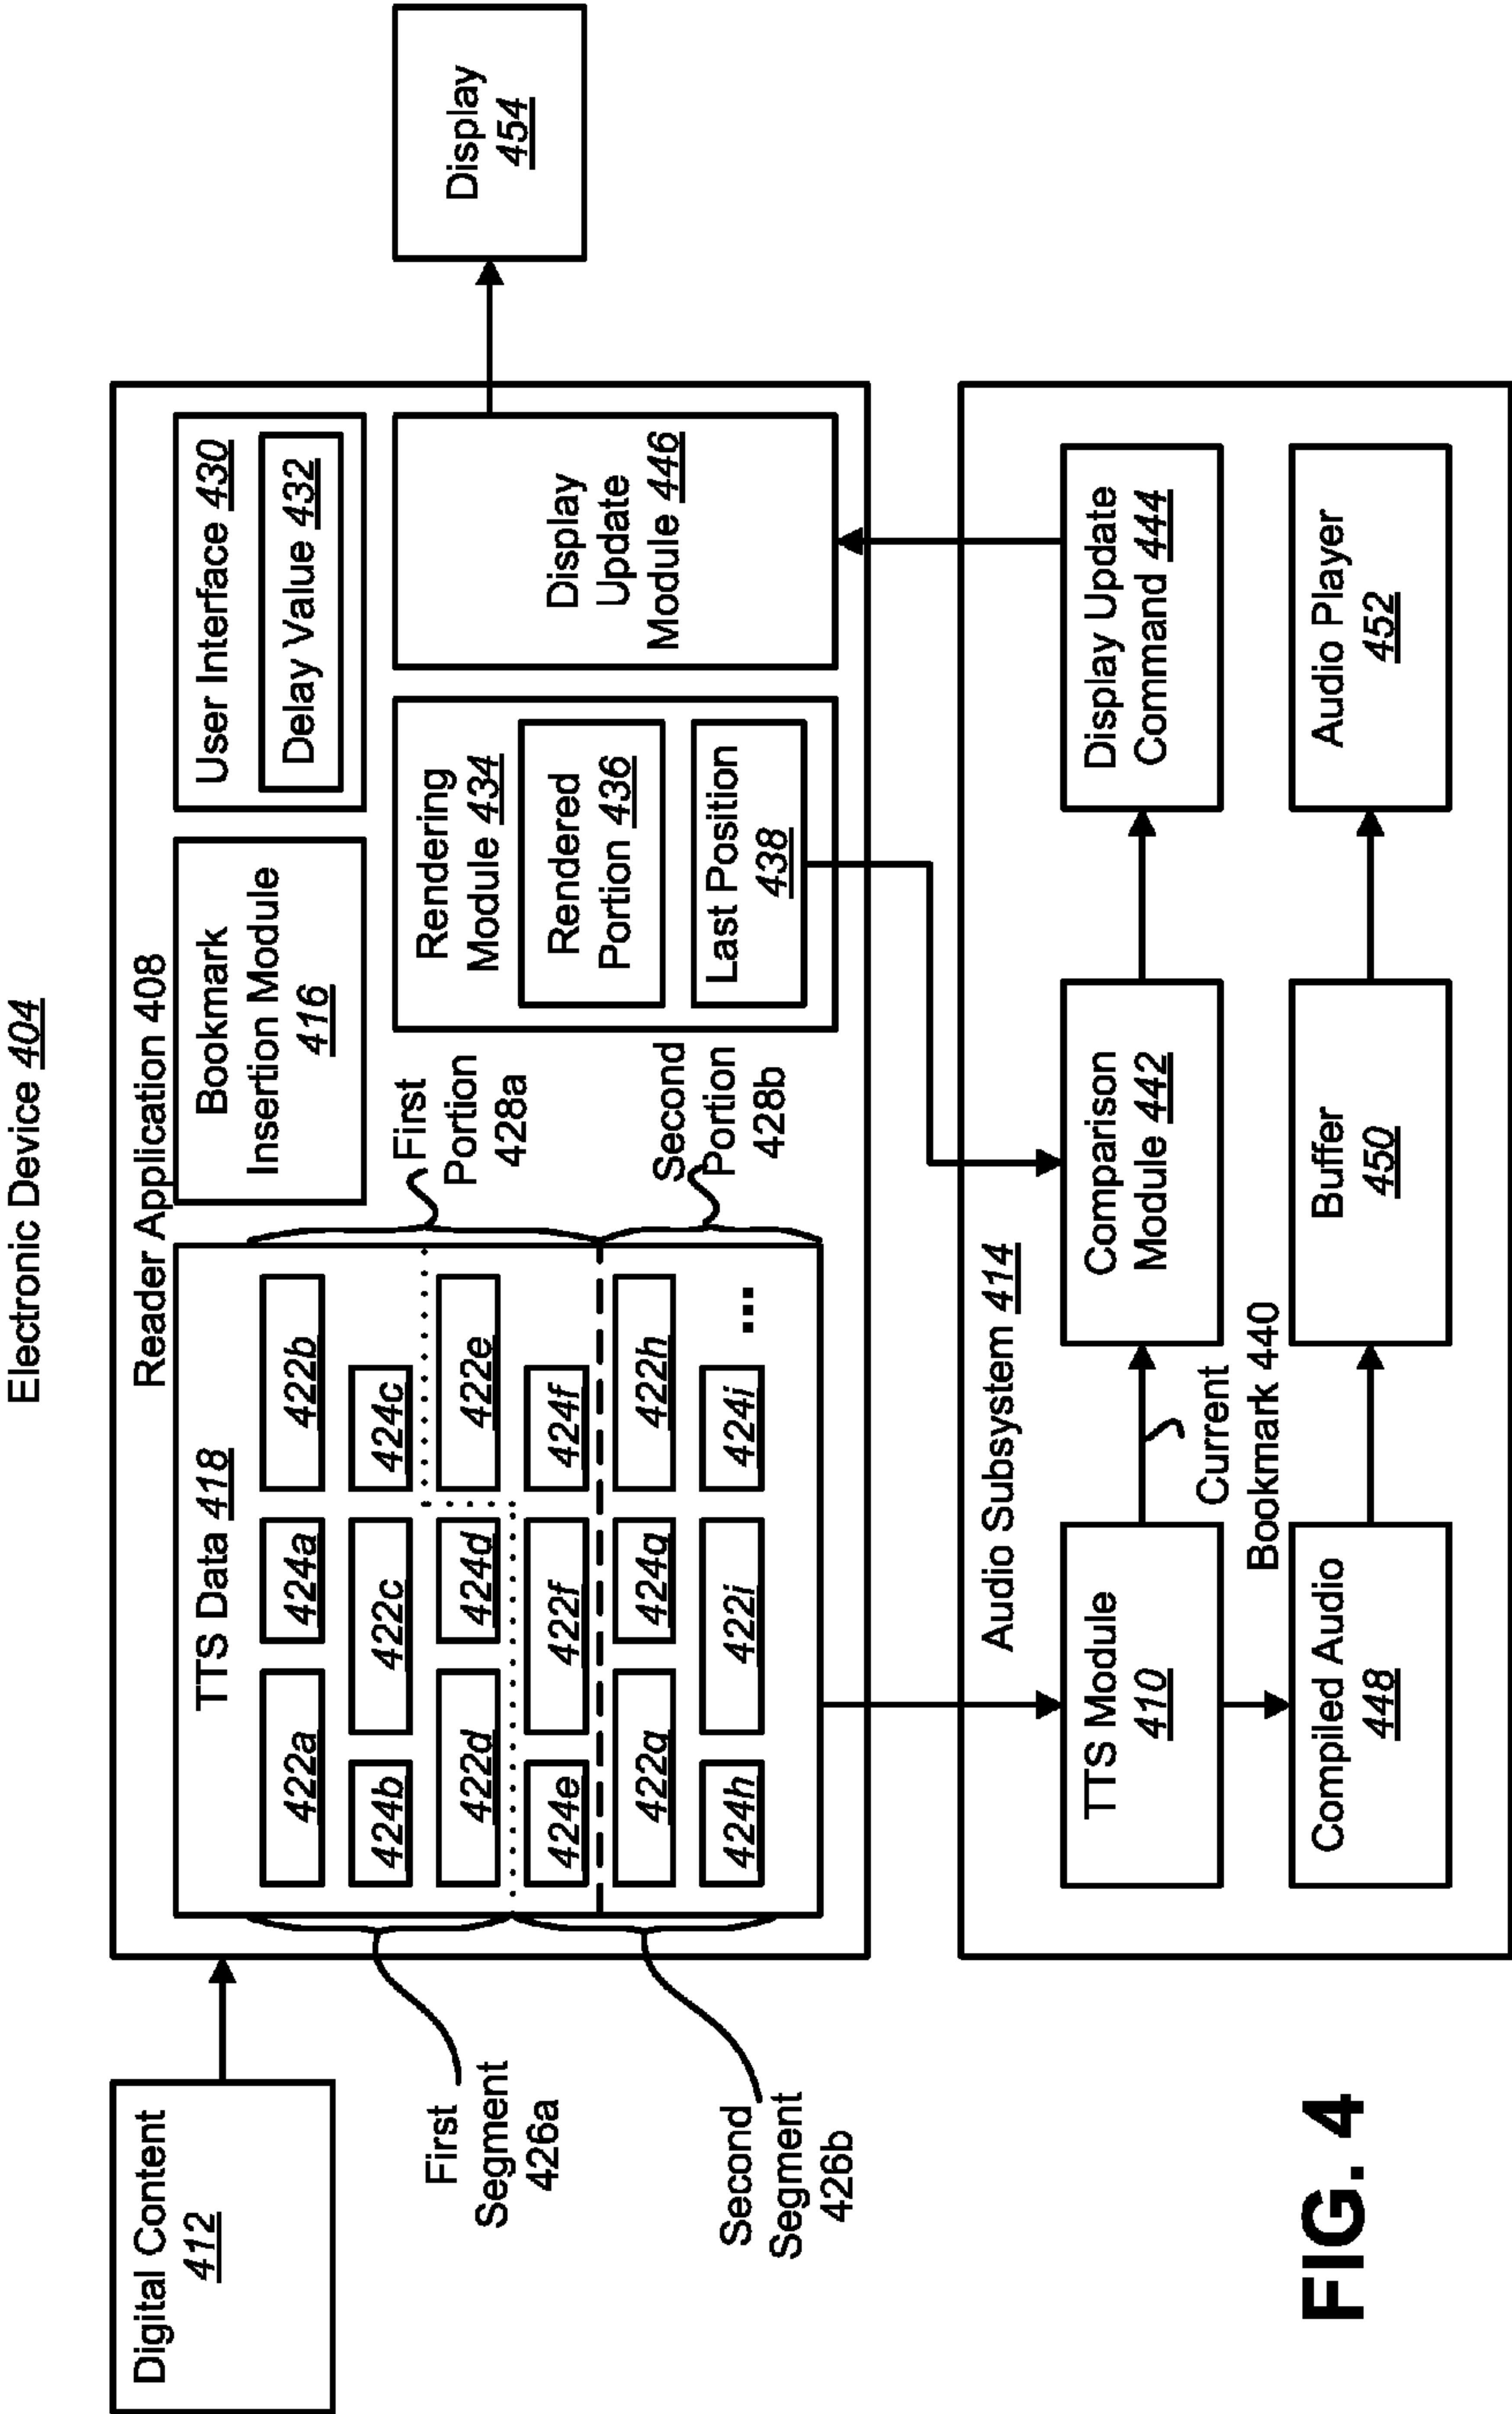 Electronic Device 404
Digital Content
412
Reader Application 408
TTS Data 418
422a
424a
422b
424b
422c
424c
422d
424d
422e
424e
422f
424f
422g
424g
422h
424h
422i
424i
...
First
Segment
426a
Second
Segment
426b
First
Portion
428a
Second
Portion
428b
Bookmark
Insertion Module
416
User Interface 430
Delay Value 432
Rendering
Module 434
Rendered
Portion 436
Last Position
438
Display
Update
Module 446
Display
454
Audio Subsystem 414
TTS Module
410
Current
Bookmark 440
Comparison
Module 442
Display Update
Command 444
Compiled Audio
448
Buffer
450
Audio Player
452
FIG. 4